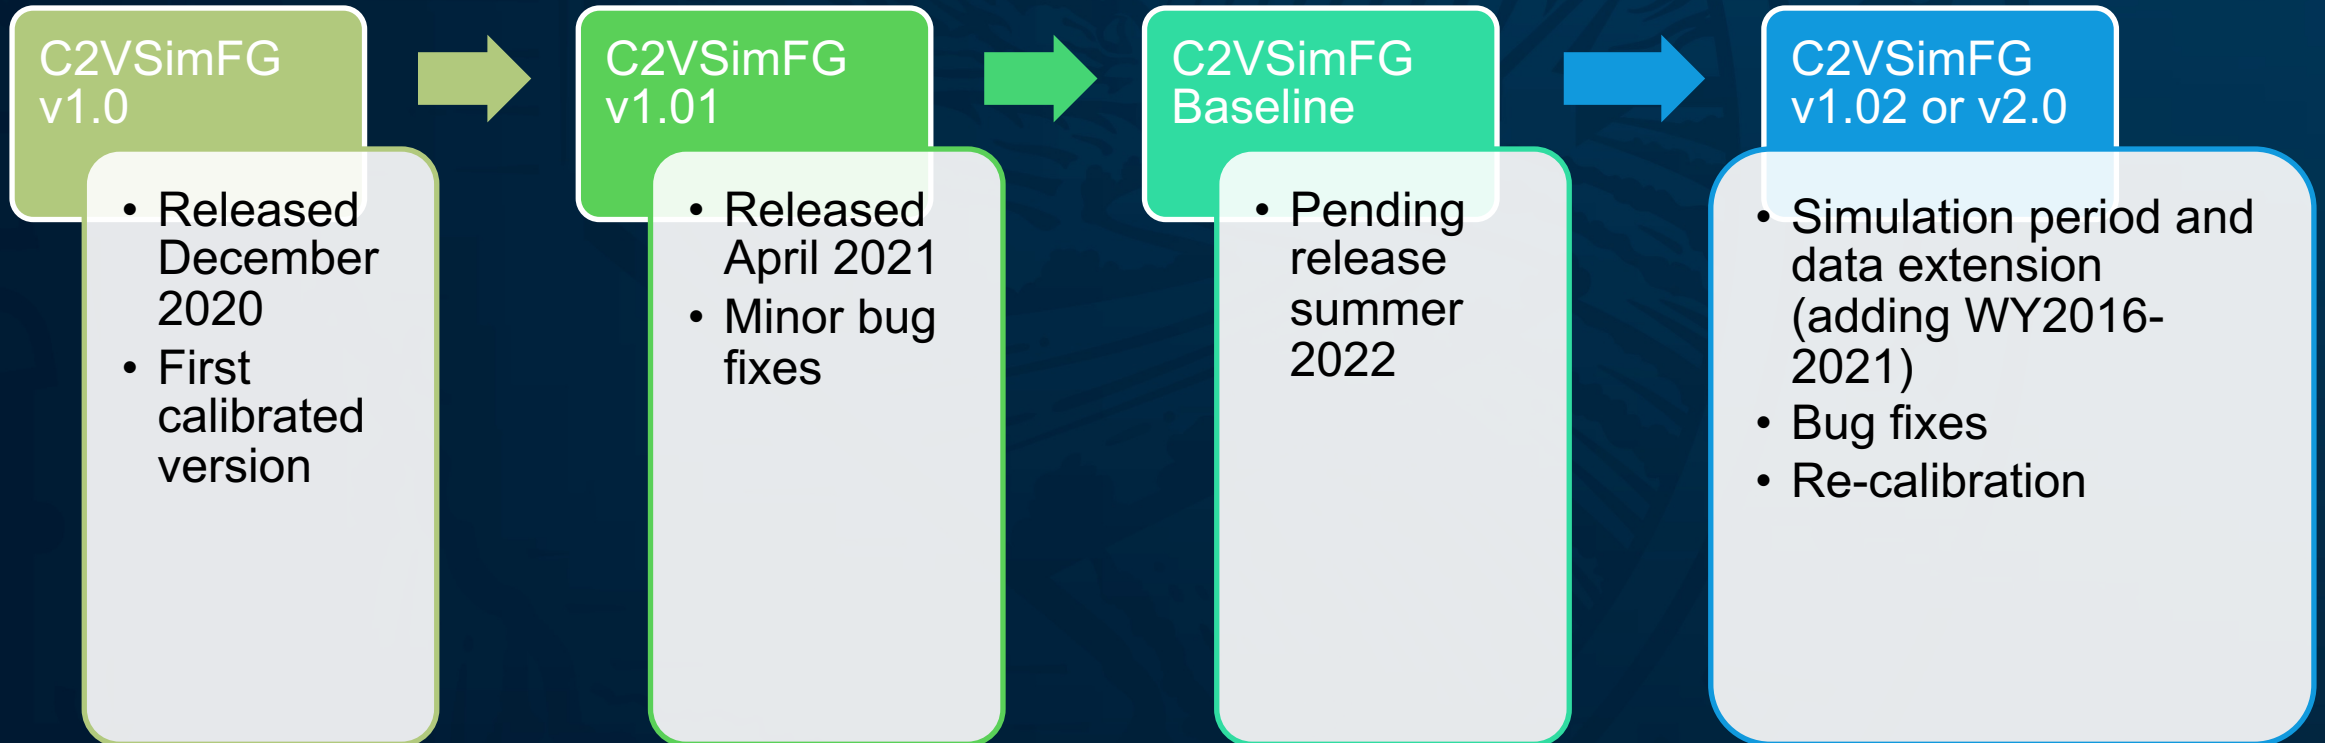 C2VSimFG
v1.0
• Released
December
2020
• First
calibrated
version
C2VSimFG
v1.01
• Released
April 2021
• Minor bug
fixes
C2VSimFG
Baseline
• Pending
release
summer
2022
C2VSimFG
v1.02 or v2.0
• Simulation period and
data extension
(adding WY2016-
2021)
• Bug fixes
• Re-calibration